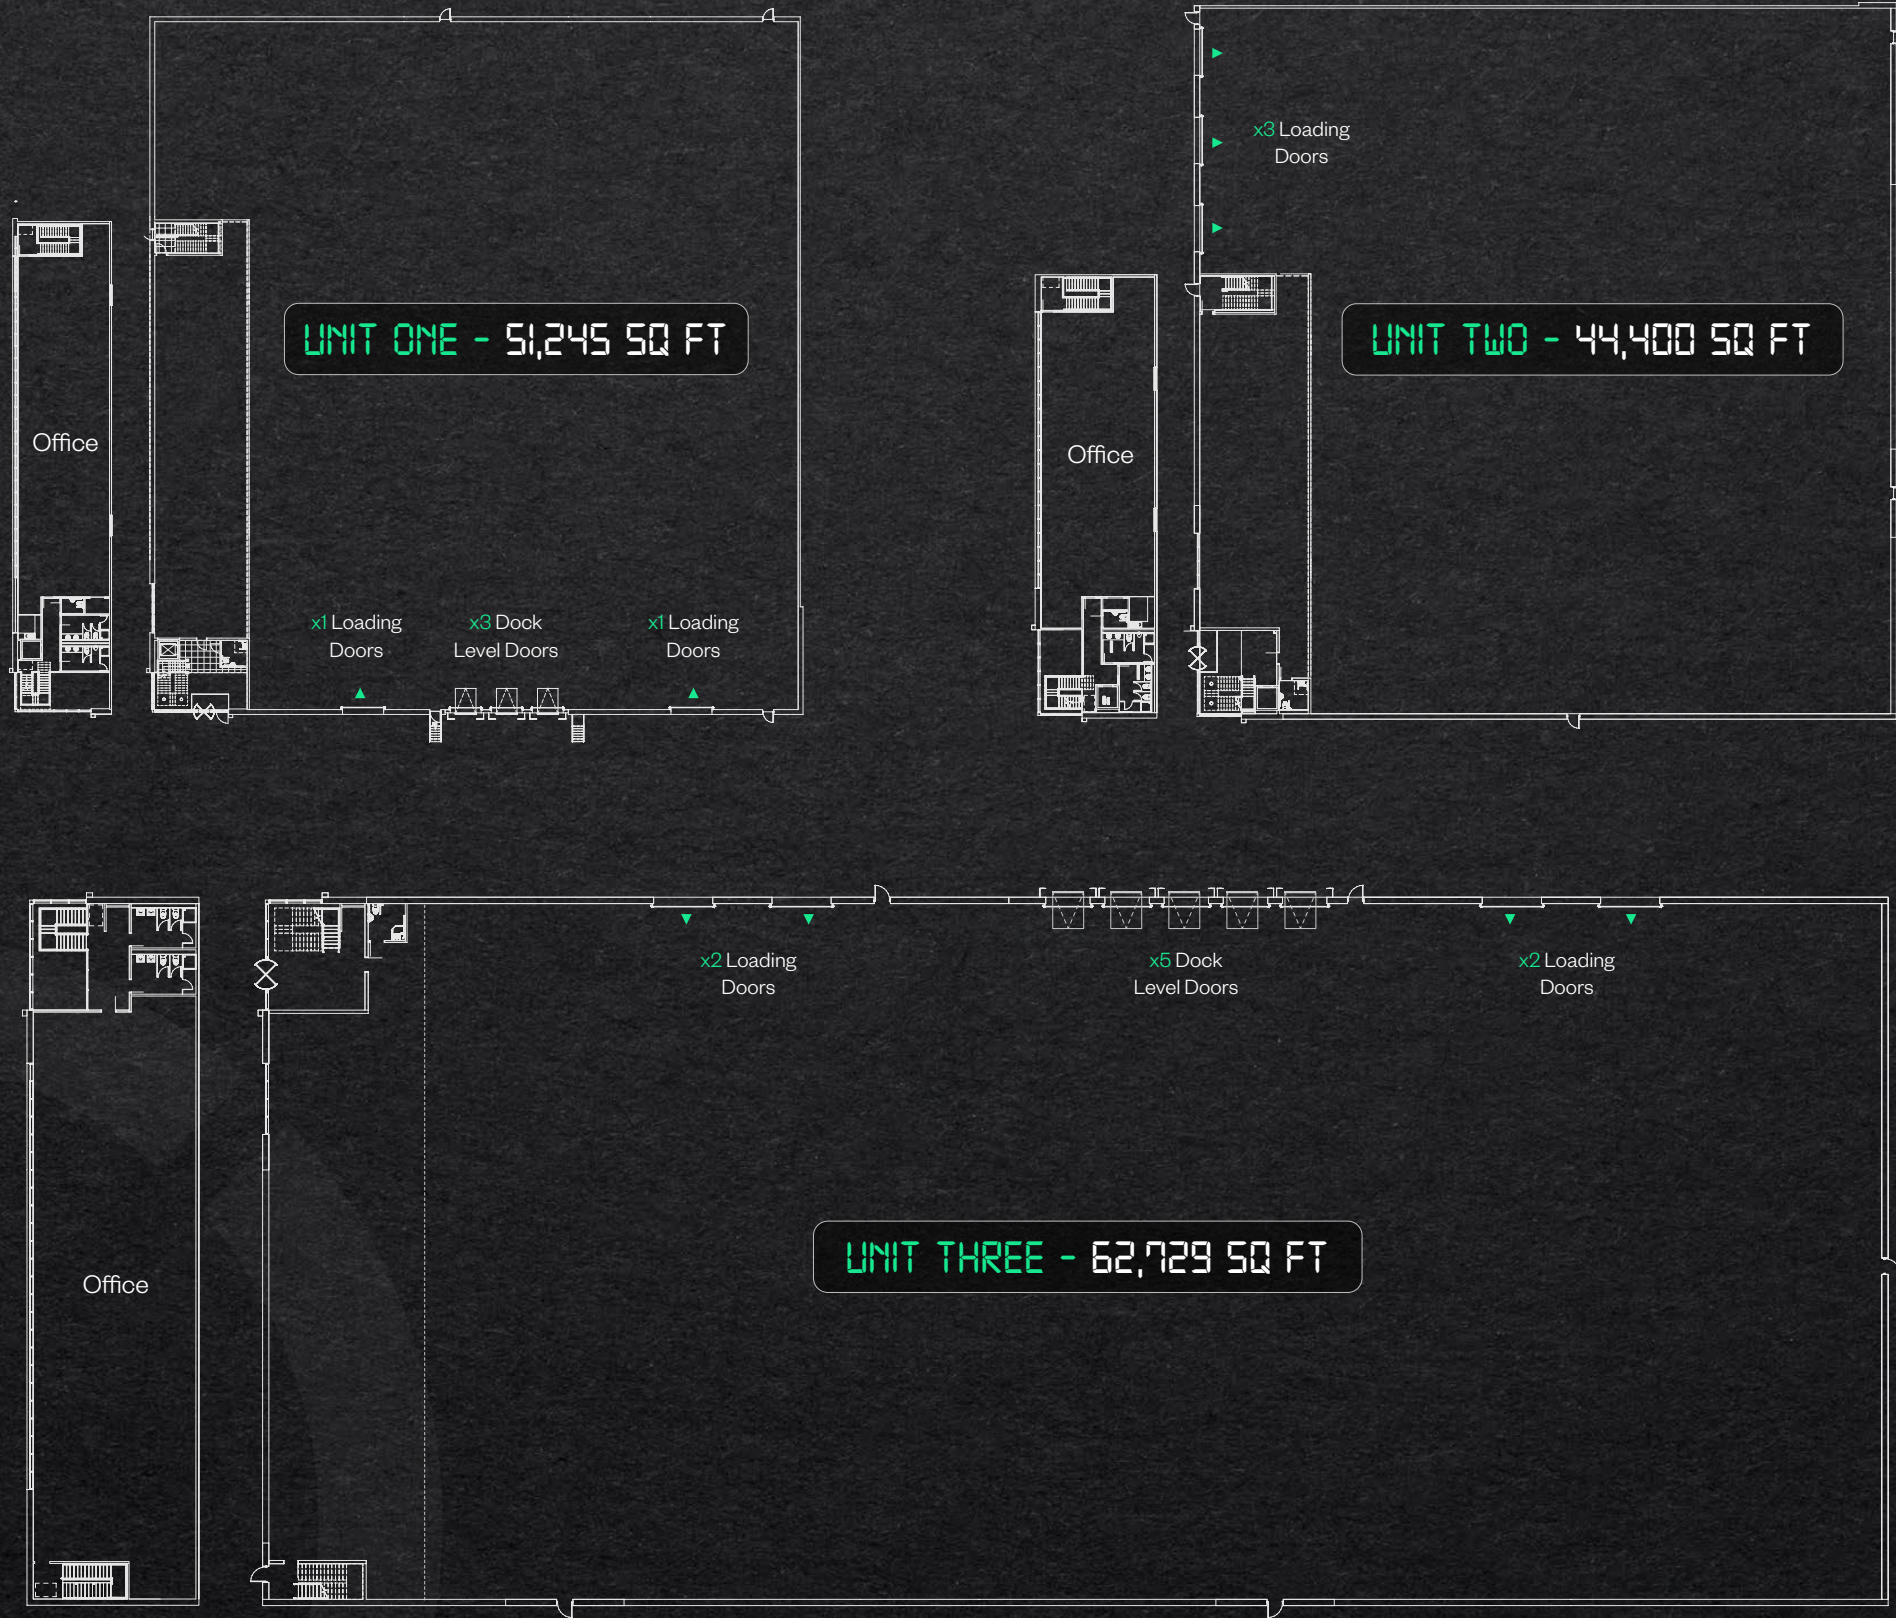 x3 Loading
Doors
UNIT ONE - 51,245 SQ FT
UNIT TWO - 44,400 SQ FT
Office
Office
x1 Loading
Doors
x3 Dock
Level Doors
x1 Loading
Doors
x2 Loading
Doors
x5 Dock
Level Doors
x2 Loading
Doors
UNIT THREE - 62,729 SQ FT
Office